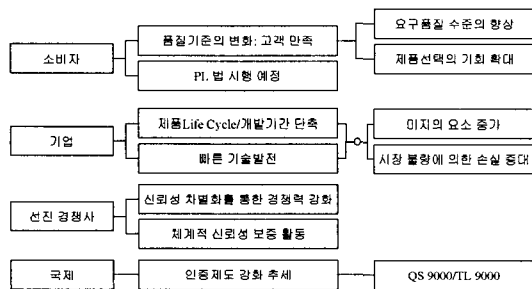 소비자
품질기준의 변화: 고객 만족
PL 법 시행 예정
요구품질 수준의 향상
제품선택의 기회 확대
기업
제품Life Cycle/개발기간 단축
빠른 기술발전
미지의 요소 증가
시장 불량에 의한 손실 증대
선진 경쟁사
신뢰성 차별화를 통한 경쟁력 강화
체계적 신뢰성 보증 활동
국제
인증제도 강화 추세
QS 9000/TL 9000